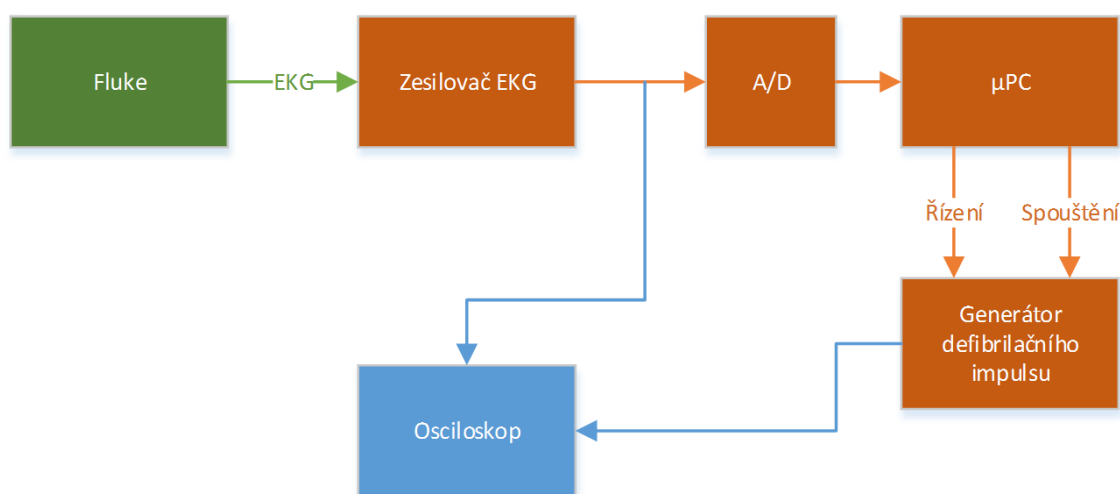 Fluke
EKG
Zesilovač EKG
A/D
µPC
Řízení
Spouštění
Generátor
defibrilačního
impulsu
Osciloskop